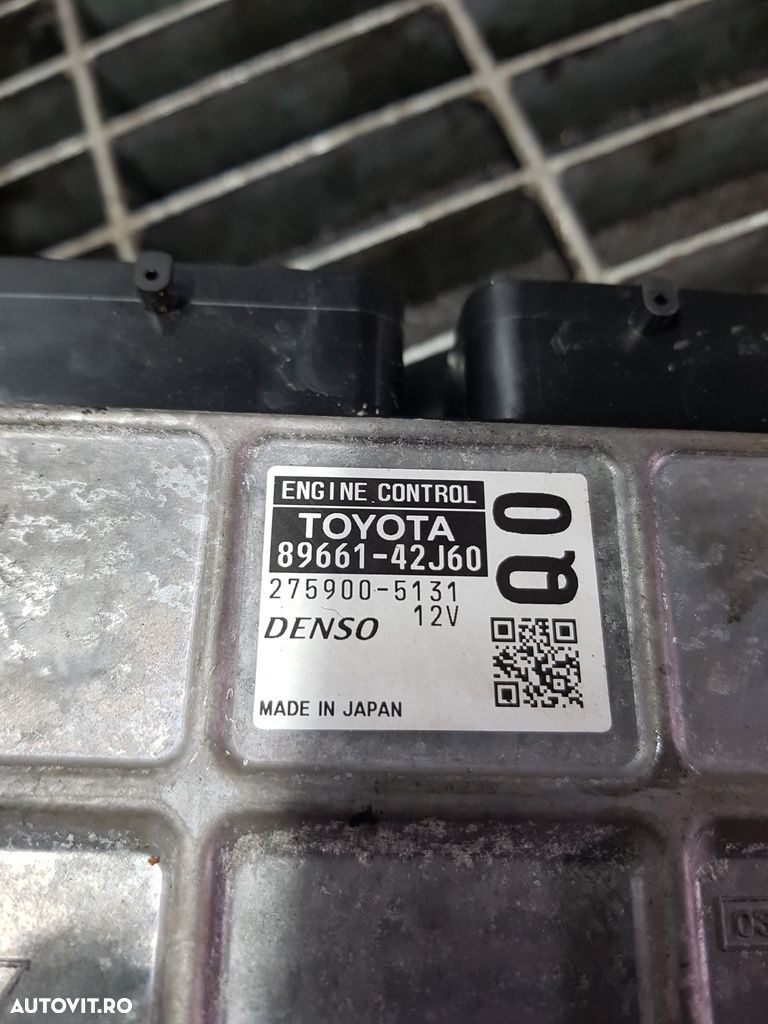 ENGINE CONTROL
TOYOTA
89661-42J60
275900-5131
12V
DENSO
MADE IN JAPAN
Q0
AUTOVIT.RO